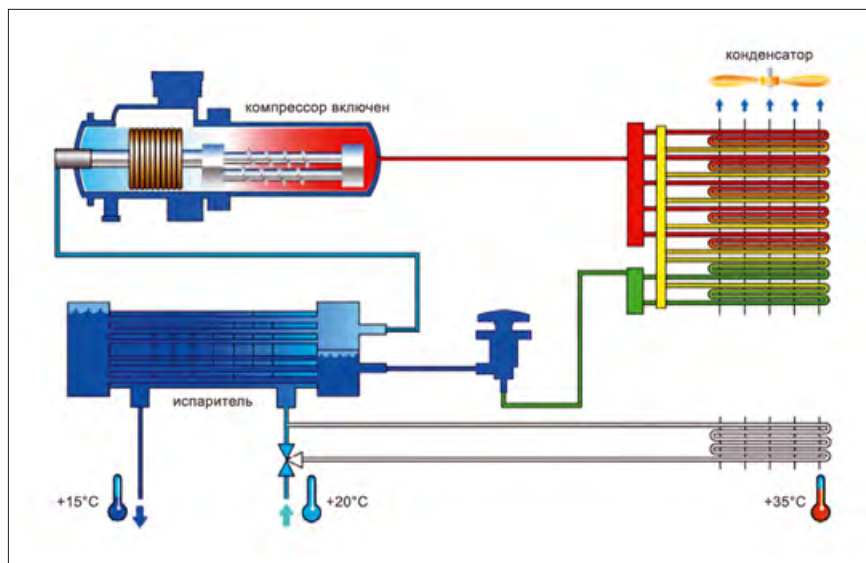 конденсатор
компрессор включен
испаритель
+15°C
+20°C
+35°C